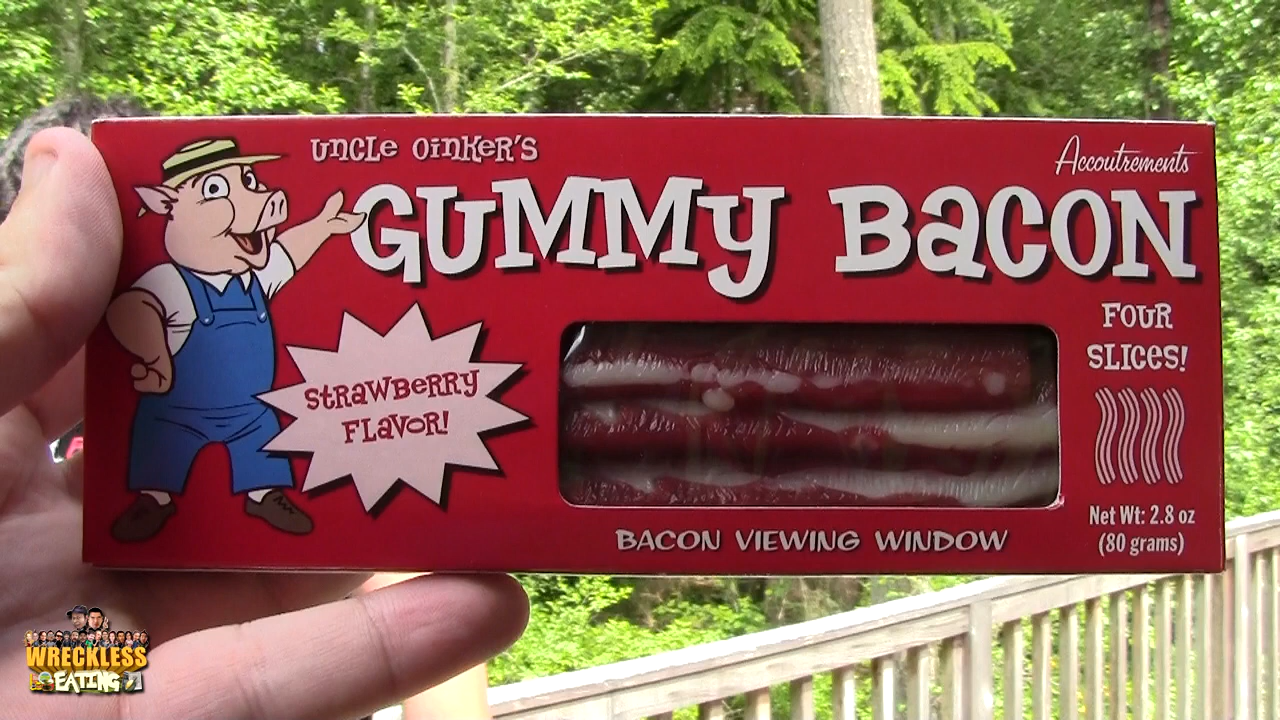 Uncle Oinker's
Accoutrements
Gummy Bacon
Strawberry
Flavor!
Four
Slices!
Bacon Viewing Window
Net Wt: 2.8 oz
(80 grams)
WRECKLESS
EATING